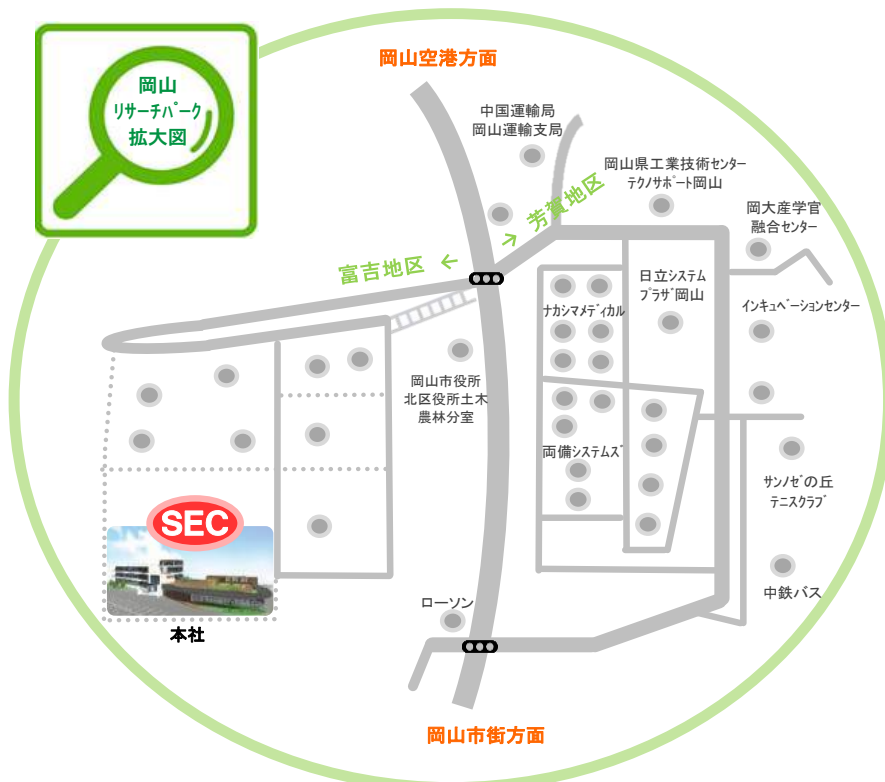 岡山
リサーチパーク
拡大図
岡山空港方面
中国運輸局
岡山運輸支局
岡山県工業技術センター
テクノサポート岡山
岡大産学官
融合センター
富吉地区 ←
→ 芳賀地区
日立システム
プラザ岡山
ナカシマメディカル
インキュベーションセンター
岡山市役所
北区役所土木
農林分室
両備システムズ
サンノゼの丘
テニスクラブ
SEC
本社
ローソン
中鉄バス
岡山市街方面